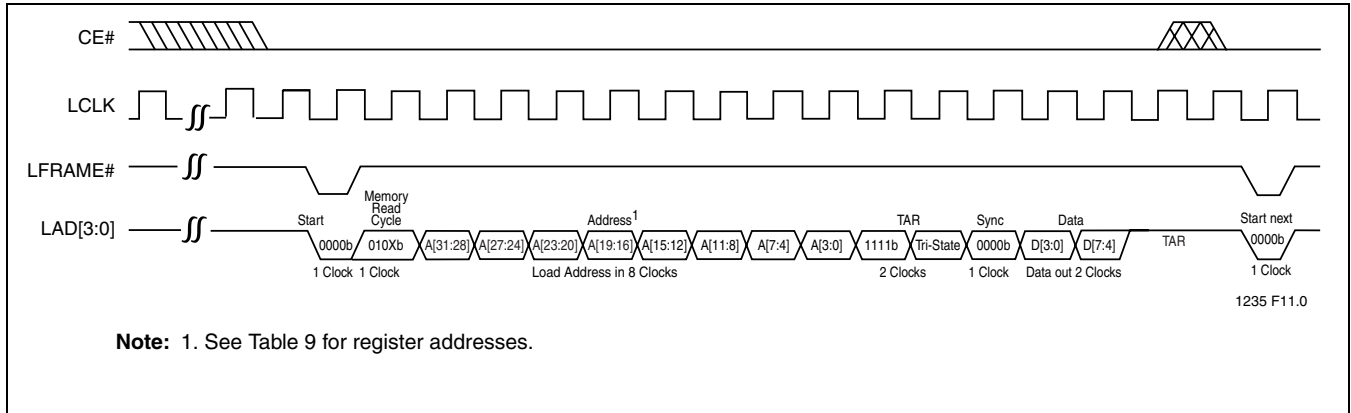 CE#
LCLK
LFRAME#
LAD[3:0]
Start
Memory
Read
Cycle
Address1
TAR
Sync
Data
Start next
0000b
010Xb
A[31:28]
A[27:24]
A[23:20]
A[19:16]
A[15:12]
A[11:8]
A[7:4]
A[3:0]
1111b
Tri-State
0000b
D[3:0]
D[7:4]
TAR
0000b
1 Clock
1 Clock
Load Address in 8 Clocks
2 Clocks
1 Clock
Data out 2 Clocks
1 Clock
1235 F11.0
Note: 1. See Table 9 for register addresses.